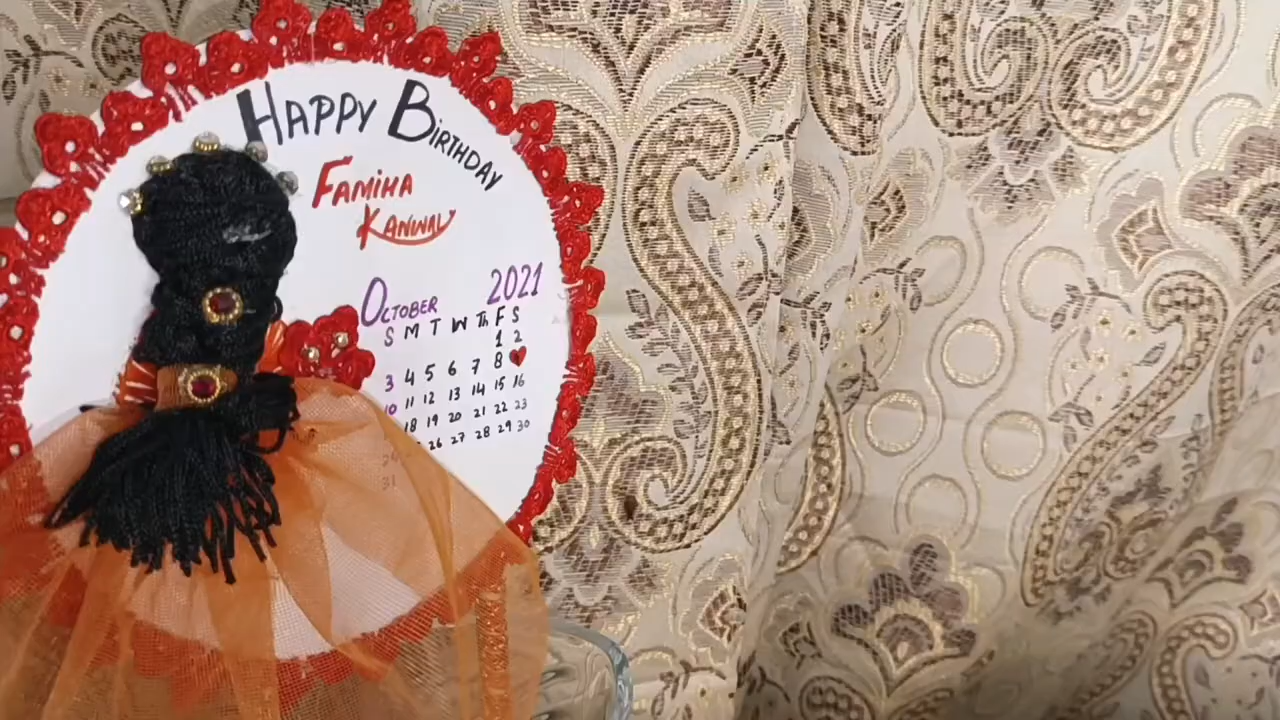 HAPPY BIRTHDAY
FAMIHA
KANWAL
OCTOBER 2021
S M T W Th F S
1 2
3 4 5 6 7 8
10 11 12 13 14 15 16
18 19 20 21 22 23
26 27 28 29 30
31